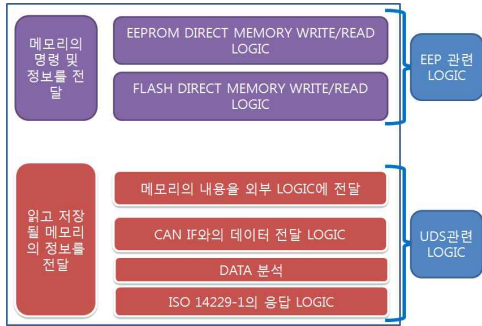 메모리의
명령 및
정보를 전
달
EEPROM DIRECT MEMORY WRITE/READ
LOGIC
FLASH DIRECT MEMORY WRITE/READ
LOGIC
EEP 관련
LOGIC
읽고 저장
될 메모리
의 정보를
전달
메모리의 내용을 외부 LOGIC에 전달
CAN IF와의 데이터 전달 LOGIC
DATA 분석
ISO 14229-1의 응답 LOGIC
UDS관련
LOGIC